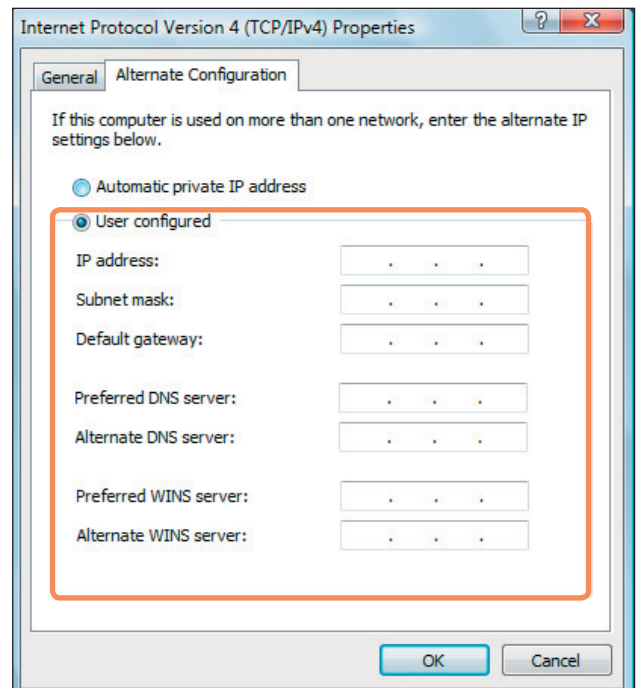 Internet Protocol Version 4 (TCP/IPv4) Properties
General
Alternate Configuration
If this computer is used on more than one network, enter the alternate IP
settings below.
Automatic private IP address
User configured
IP address:
Subnet mask:
Default gateway:
Preferred DNS server:
Alternate DNS server:
Preferred WINS server:
Alternate WINS server:
OK
Cancel